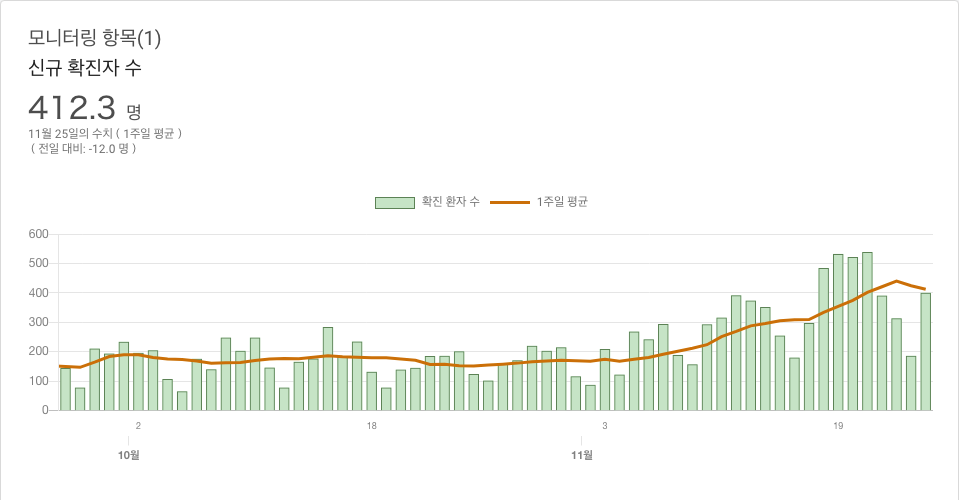 모니터링 항목(1)
신규 확진자 수
412.3 명
11월 25일의 수치 ( 1주일 평균 )
( 전일 대비: -12.0 명 )
확진 환자 수
1주일 평균
600
500
400
300
200
100
0
2
18
3
19
10월
11월